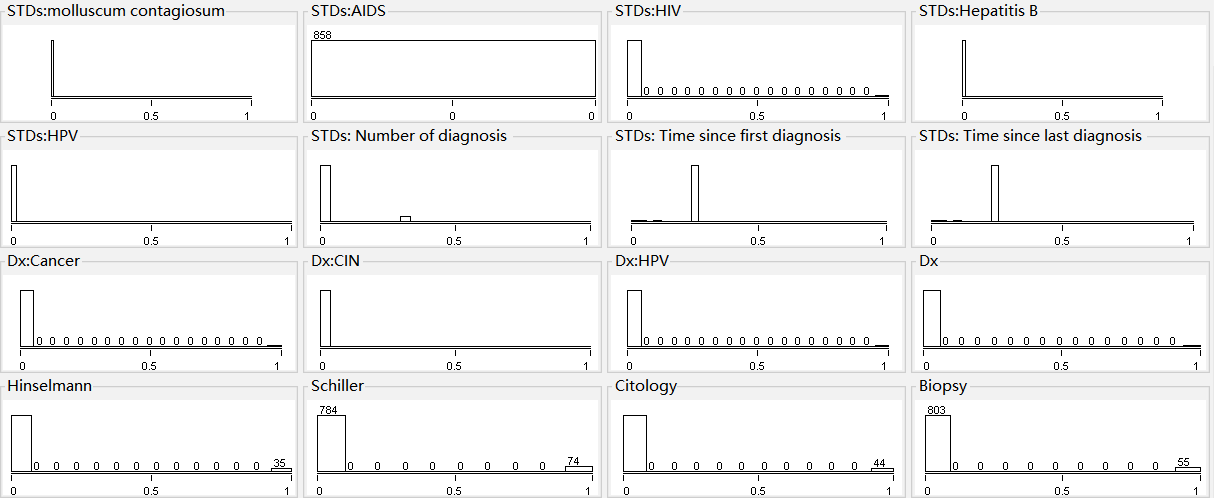 STDs:molluscum contagiosum STDs:AIDS STDs:HIV STDs:Hepatitis B
858
0 0 0 0 0 0 0 0 0 0 0 0 0 0 0 0 0
0 0.5 1 0 0 0 0 0.5 1 0 0.5 1
STDs:HPV STDs: Number of diagnosis STDs: Time since first diagnosis STDs: Time since last diagnosis
0 0.5 1 0 0.5 1 0 0.5 1 0 0.5 1
Dx:Cancer Dx:CIN Dx:HPV Dx
0 0 0 0 0 0 0 0 0 0 0 0 0 0 0 0 0 0 0 0 0 0 0 0 0 0 0 0 0 0 0 0 0 0 0 0 0 0 0 0 0 0 0 0 0 0 0 0 0
0 0.5 1 0 0.5 1 0 0.5 1 0 0.5 1
Hinselmann Schiller Citology Biopsy
784 803
0 0 0 0 0 0 0 0 0 0 0 0 35 0 0 0 0 0 0 0 0 74 0 0 0 0 0 0 0 0 0 0 44 0 0 0 0 0 0 0 0 0 55
0 0.5 1 0 0.5 1 0 0.5 1 0 0.5 1